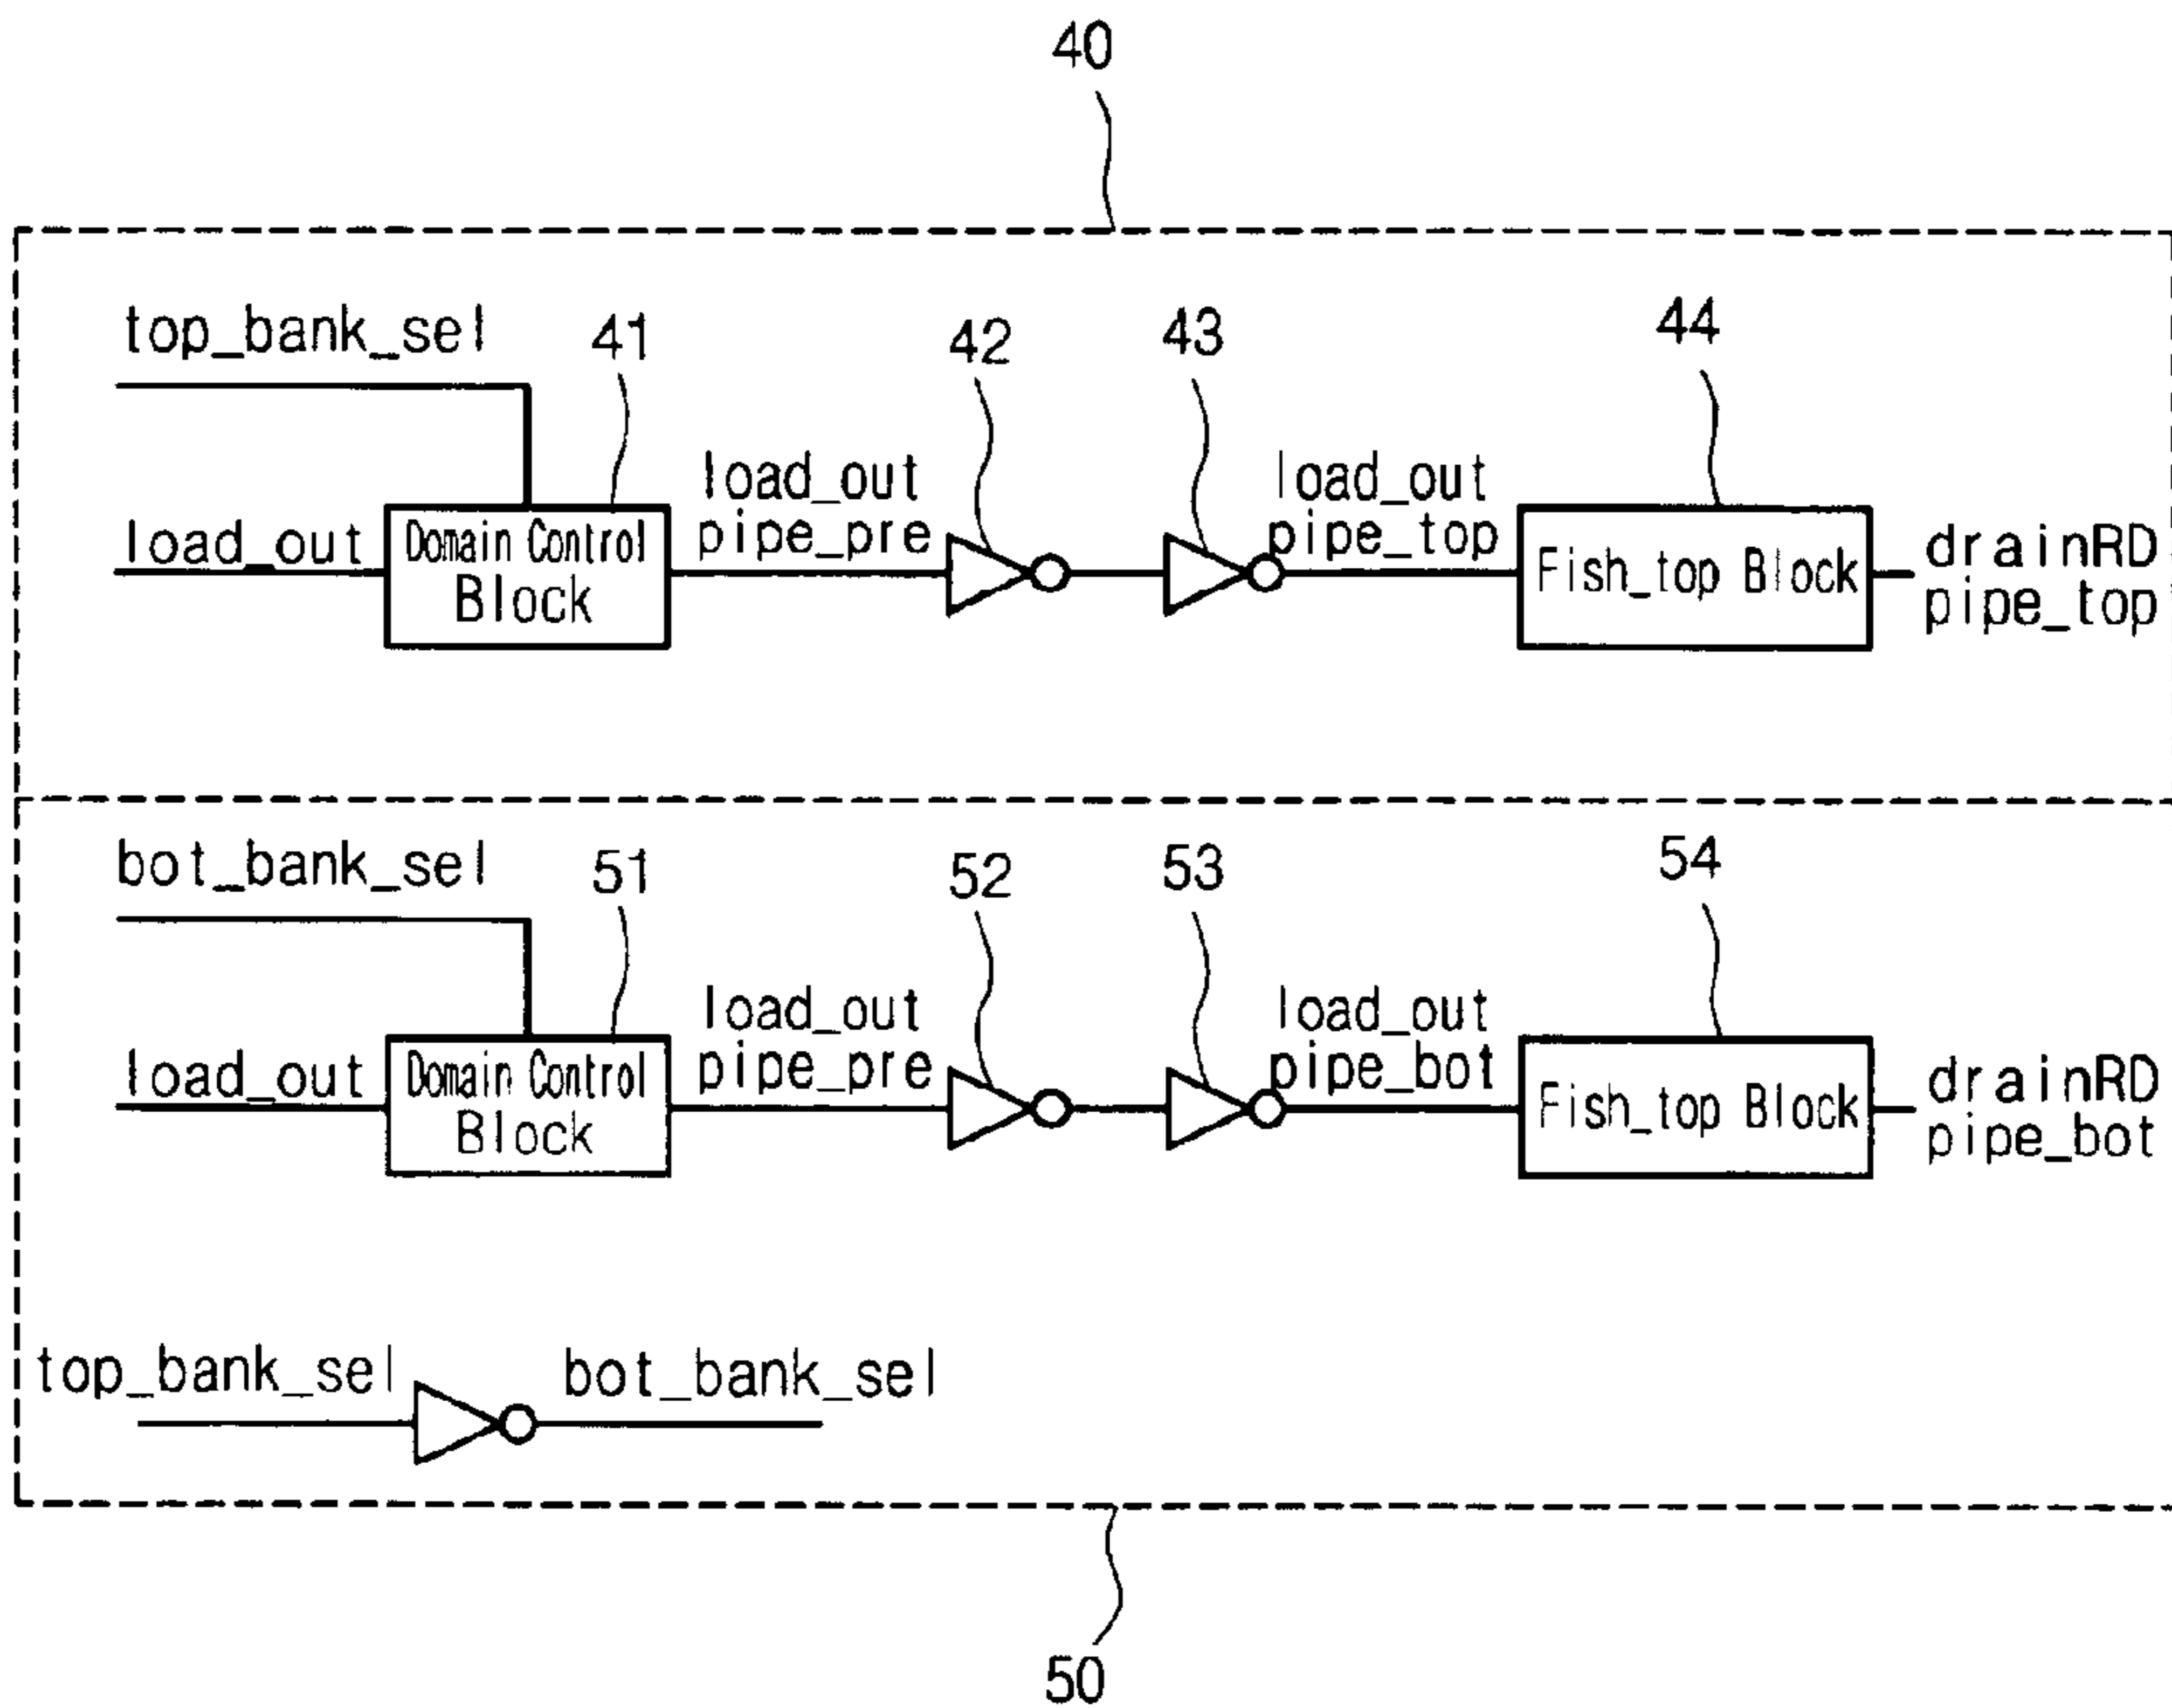 40
top_bank_sel
41
42
43
44
load_out
Domain Control
Block
load_out
pipe_pre
load_out
pipe_top
Fish_top Block
drainRD
pipe_top
bot_bank_sel
51
52
53
54
load_out
Domain Control
Block
load_out
pipe_pre
load_out
pipe_bot
Fish_top Block
drainRD
pipe_bot
top_bank_sel
bot_bank_sel
50